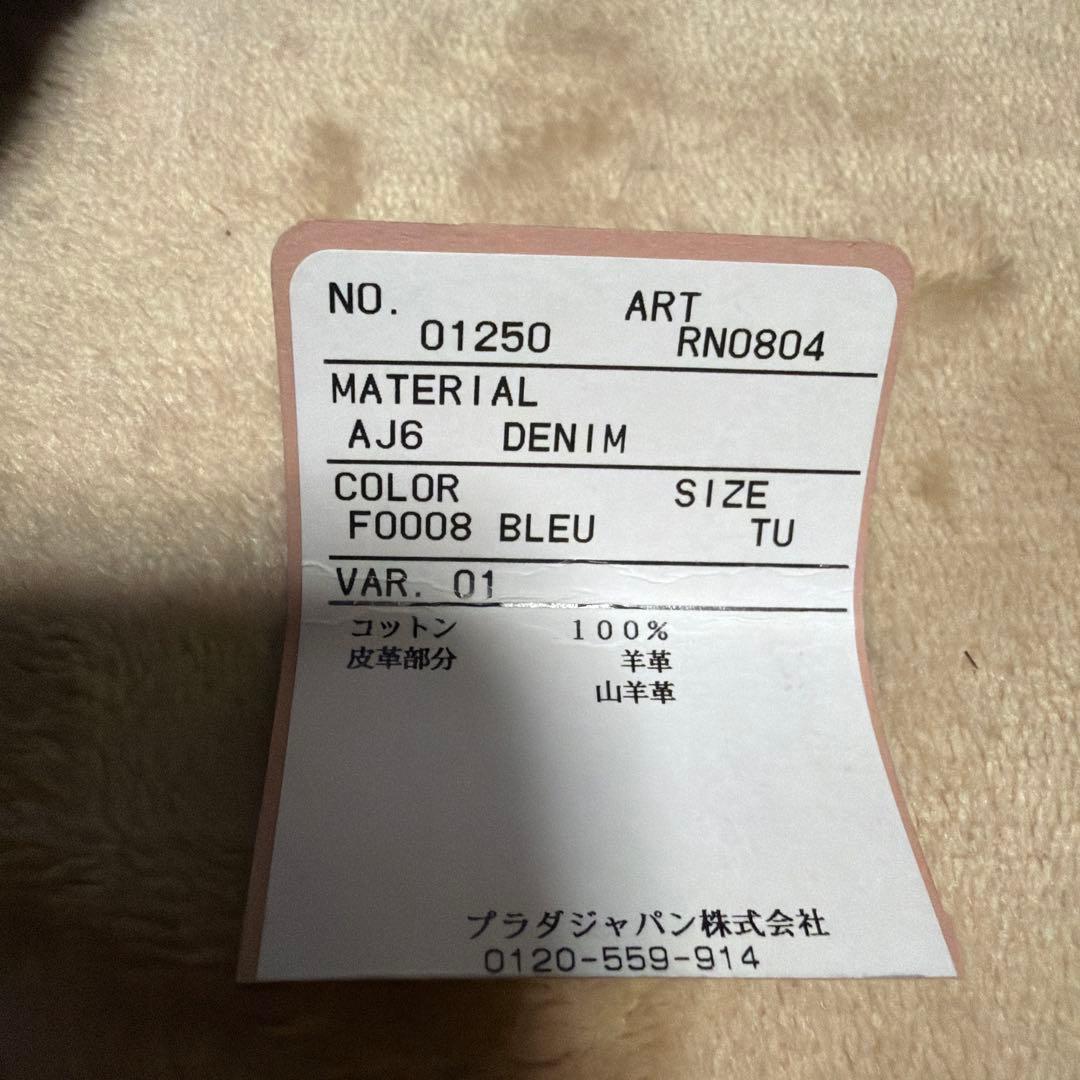 NO. ART
01250 RN0804
MATERIAL
AJ6 DENIM
COLOR SIZE
F0008 BLEU TU
VAR. 01
コットン 100%
皮革部分 羊革
山羊革
プラダジャパン株式会社
0120-559-914